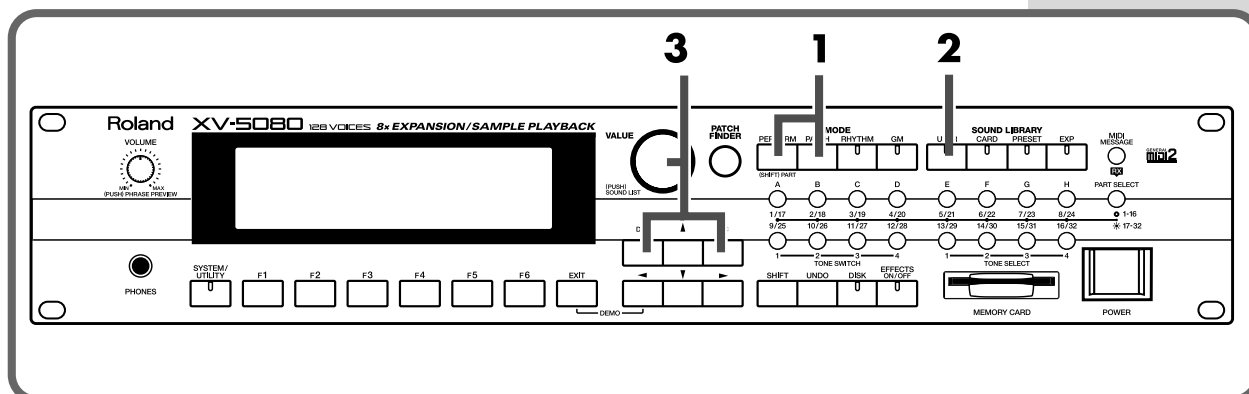 3 1 2
Roland XV-5080 128 VOICES 8x EXPANSION/SAMPLE PLAYBACK
VOLUME
MIN MAX
(PUSH) PHRASE PREVIEW
VALUE
(PUSH)
SOUND LIST
PATCH
FINDER
MODE
RHYTHM GM
(SHIFT) PART
SOUND LIBRARY
CARD PRESET EXP
MIDI
MESSAGE
RX
GENERAL
MIDI2
A B C D E F G H PART SELECT
1/17 2/18 3/19 4/20 5/21 6/22 7/23 8/24 1-16
9/25 10/26 11/27 12/28 13/29 14/30 15/31 16/32 17-32
1 2 3 4 1 2 3 4
TONE SWITCH TONE SELECT
PHONES
SYSTEM/
UTILITY
F1 F2 F3 F4 F5 F6 EXIT
DEMO
SHIFT UNDO DISK EFFECTS
ON/OFF
MEMORY CARD
POWER